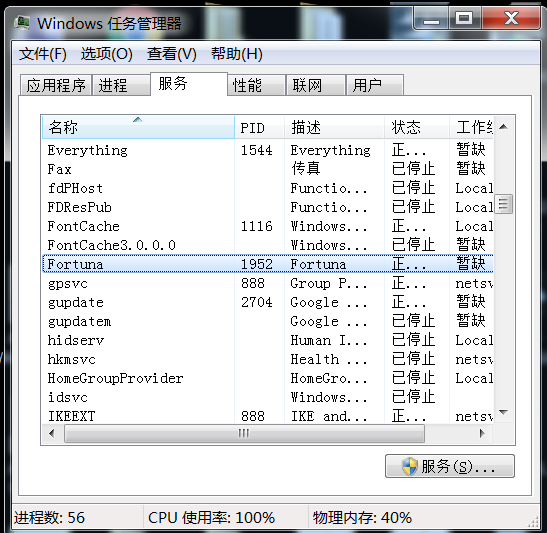 Windows 任务管理器
文件(F) 选项(O) 查看(V) 帮助(H)
应用程序 进程 服务 性能 联网 用户
名称 PID 描述 状态 工作组
Everything 1544 Everything 正... 暂缺
Fax 传真 已停止 暂缺
fdPHost Functio... 已停止 Local
FDResPub Functio... 已停止 Local
FontCache 1116 Windows... 正... Local
FontCache3.0.0.0 Windows... 已停止 暂缺
Fortuna 1952 Fortuna 正... 暂缺
gpsvc 888 Group P... 正... netsv
gupdate 2704 Google ... 正... 暂缺
gupdatem Google ... 已停止 暂缺
hidserv Human I... 已停止 Local
hkmsvc Health ... 已停止 netsv
HomeGroupProvider HomeGro... 已停止 Local
idsvc Windows... 已停止 暂缺
IKEEXT 888 IKE and... 正... netsv
服务(S)...
进程数: 56 CPU 使用率: 100% 物理内存: 40%